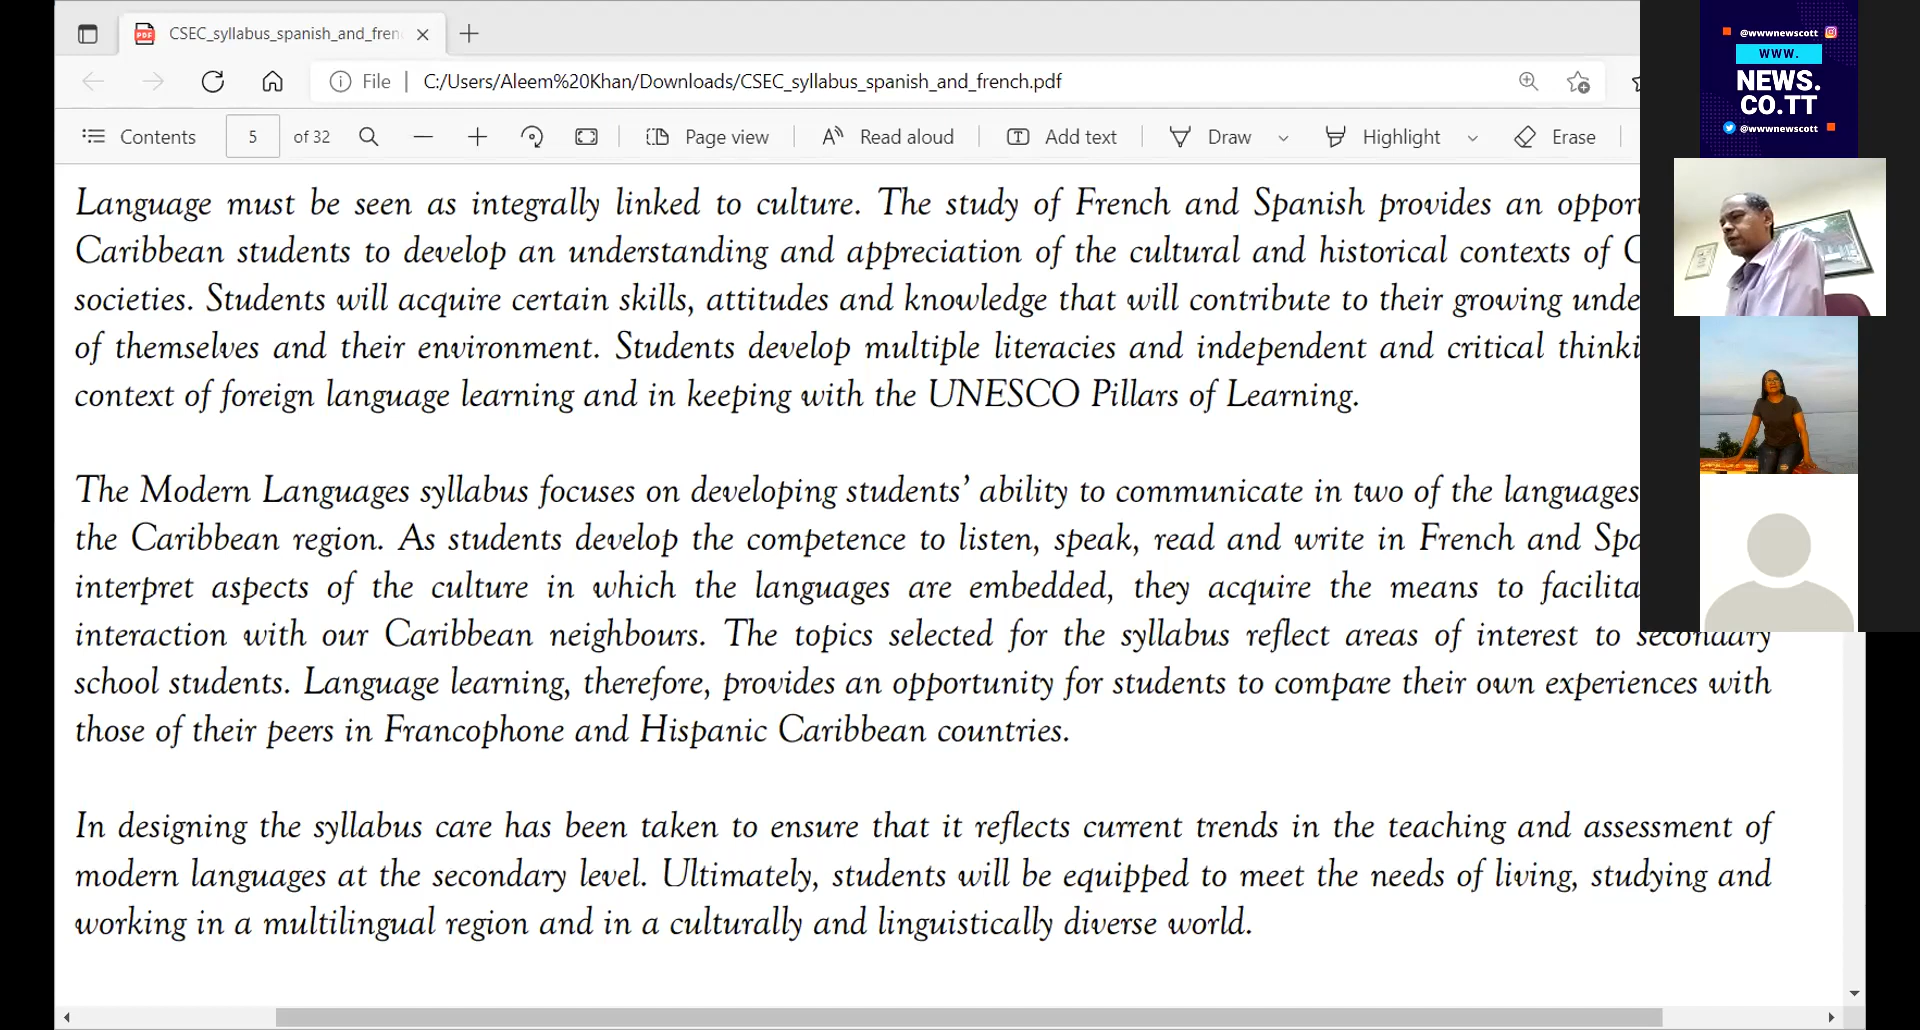 CSEC_syllabus_spanish_and_fren
File
C:/Users/Aleem%20Khan/Downloads/CSEC_syllabus_spanish_and_french.pdf
Contents 5 of 32 Page view Read aloud Add text Draw Highlight Erase
Language must be seen as integrally linked to culture. The study of French and Spanish provides an
Caribbean students to develop an understanding and appreciation of the cultural and historical contexts of
societies. Students will acquire certain skills, attitudes and knowledge that will contribute to their growing
of themselves and their environment. Students develop multiple literacies and independent and critical
context of foreign language learning and in keeping with the UNESCO Pillars of Learning.
The Modern Languages syllabus focuses on developing students' ability to communicate in two of the languages
the Caribbean region. As students develop the competence to listen, speak, read and write in French and
interpret aspects of the culture in which the languages are embedded, they acquire the means to
interaction with our Caribbean neighbours. The topics selected for the syllabus reflect areas of interest to secondary
school students. Language learning, therefore, provides an opportunity for students to compare their own experiences with
those of their peers in Francophone and Hispanic Caribbean countries.
In designing the syllabus care has been taken to ensure that it reflects current trends in the teaching and assessment of
modern languages at the secondary level. Ultimately, students will be equipped to meet the needs of living, studying and
working in a multilingual region and in a culturally and linguistically diverse world.
@wwwnewscott
WWW.
NEWS.
CO.TT
@wwwnewscott